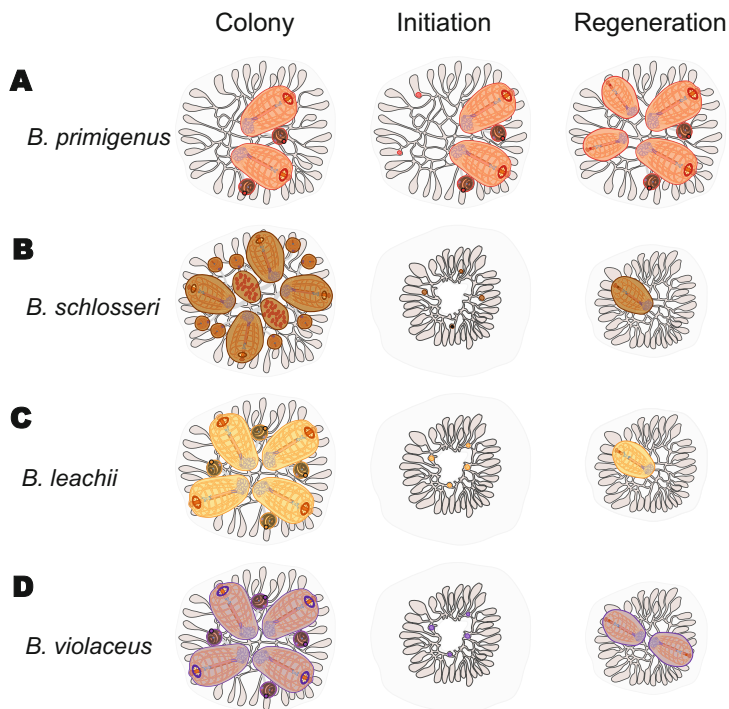 Colony Initiation Regeneration
A
B. primigenus
B
B. schlosseri
C
B. leachii
D
B. violaceus